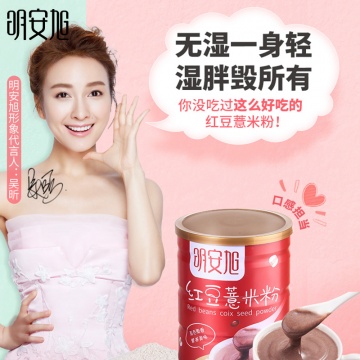 明安旭
无湿一身轻
湿胖毁所有
你没吃过这么好吃的
红豆薏米粉！
明安旭形象代言人：吴昕
口感担当
明安旭
红豆薏米粉
Red beans coix seed powder